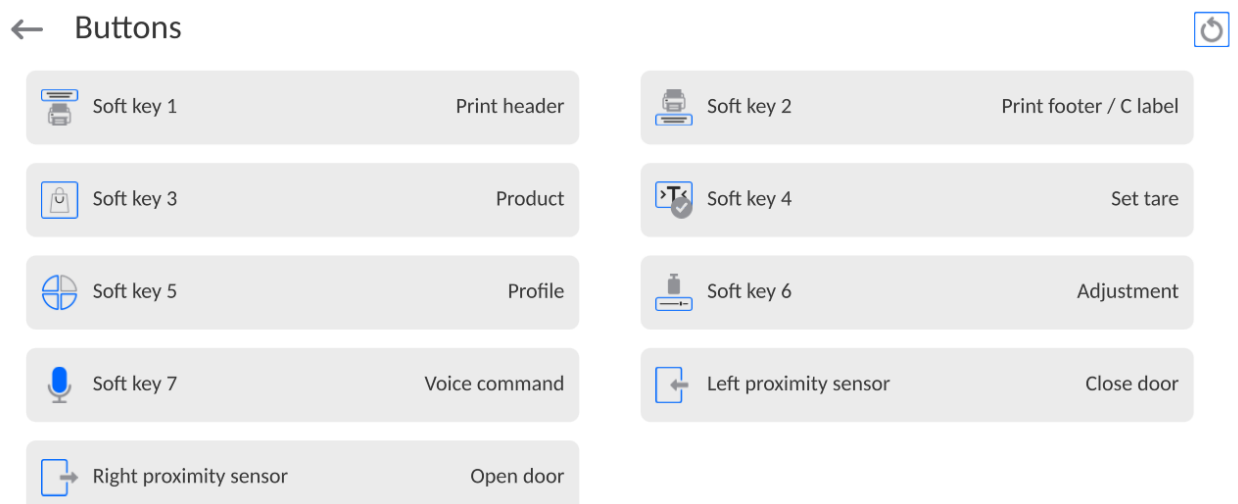 Buttons
Soft key 1 Print header
Soft key 2 Print footer / C label
Soft key 3 Product
Soft key 4 Set tare
Soft key 5 Profile
Soft key 6 Adjustment
Soft key 7 Voice command
Left proximity sensor Close door
Right proximity sensor Open door